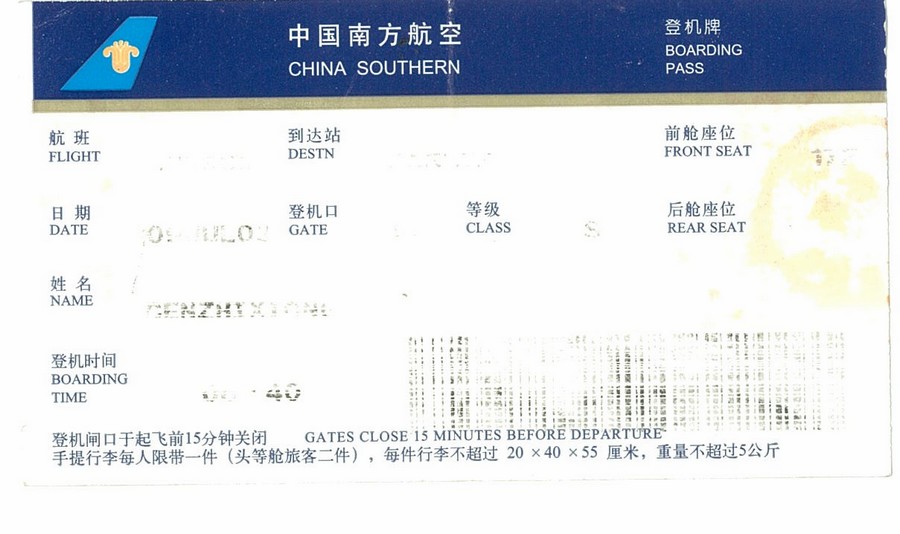 中国南方航空
CHINA SOUTHERN
登机牌
BOARDING
PASS
航 班
FLIGHT
到达站
DESTN
前舱座位
FRONT SEAT
日 期
DATE
登机口
GATE
等级
CLASS
S
后舱座位
REAR SEAT
姓 名
NAME
登机时间
BOARDING
TIME
登机闸口于起飞前15分钟关闭 GATES CLOSE 15 MINUTES BEFORE DEPARTURE
手提行李每人限带一件（头等舱旅客二件），每件行李不超过 20×40×55 厘米，重量不超过5公斤